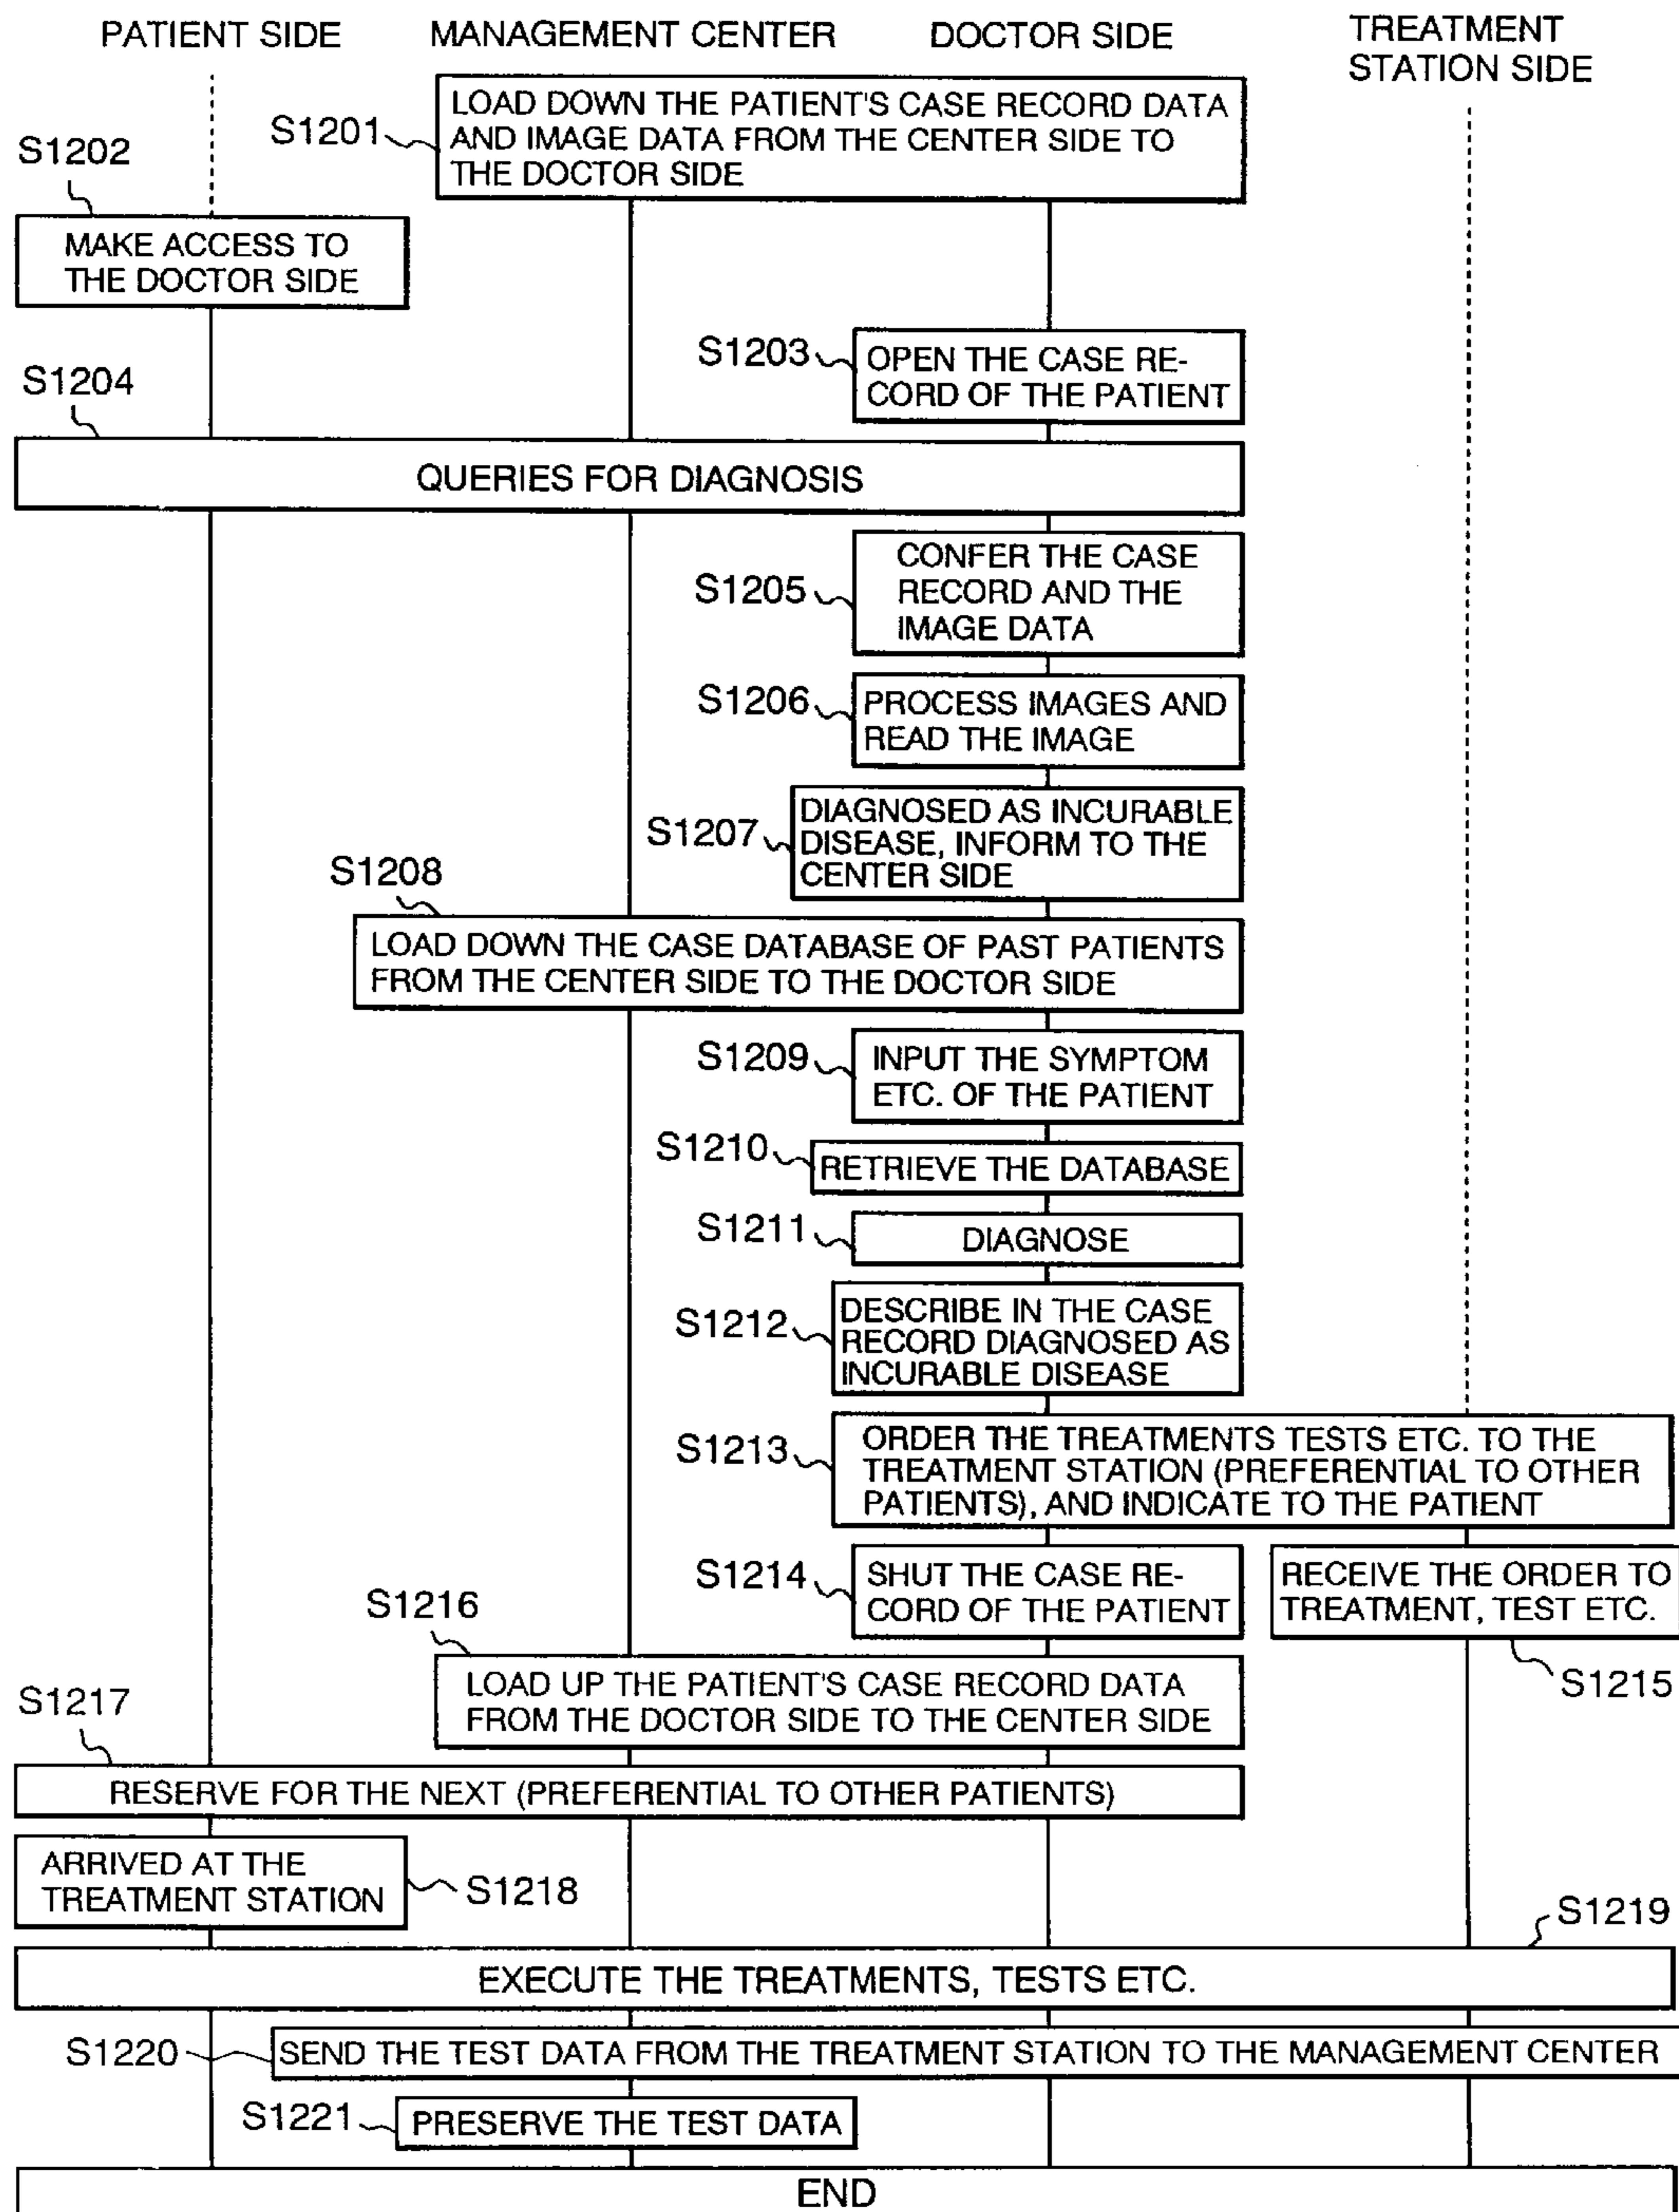 PATIENT SIDE
MANAGEMENT CENTER
DOCTOR SIDE
TREATMENT
STATION SIDE
S1201
LOAD DOWN THE PATIENT'S CASE RECORD DATA
AND IMAGE DATA FROM THE CENTER SIDE TO
THE DOCTOR SIDE
S1202
MAKE ACCESS TO
THE DOCTOR SIDE
S1203
OPEN THE CASE RE-
CORD OF THE PATIENT
S1204
QUERIES FOR DIAGNOSIS
S1205
CONFER THE CASE
RECORD AND THE
IMAGE DATA
S1206
PROCESS IMAGES AND
READ THE IMAGE
S1207
DIAGNOSED AS INCURABLE
DISEASE, INFORM TO THE
CENTER SIDE
S1208
LOAD DOWN THE CASE DATABASE OF PAST PATIENTS
FROM THE CENTER SIDE TO THE DOCTOR SIDE
S1209
INPUT THE SYMPTOM
ETC. OF THE PATIENT
S1210
RETRIEVE THE DATABASE
S1211
DIAGNOSE
S1212
DESCRIBE IN THE CASE
RECORD DIAGNOSED AS
INCURABLE DISEASE
S1213
ORDER THE TREATMENTS TESTS ETC. TO THE
TREATMENT STATION (PREFERENTIAL TO OTHER
PATIENTS), AND INDICATE TO THE PATIENT
S1214
SHUT THE CASE RE-
CORD OF THE PATIENT
RECEIVE THE ORDER TO
TREATMENT, TEST ETC.
S1215
S1216
LOAD UP THE PATIENT'S CASE RECORD DATA
FROM THE DOCTOR SIDE TO THE CENTER SIDE
S1217
RESERVE FOR THE NEXT (PREFERENTIAL TO OTHER PATIENTS)
ARRIVED AT THE
TREATMENT STATION
S1218
S1219
EXECUTE THE TREATMENTS, TESTS ETC.
S1220
SEND THE TEST DATA FROM THE TREATMENT STATION TO THE MANAGEMENT CENTER
S1221
PRESERVE THE TEST DATA
END